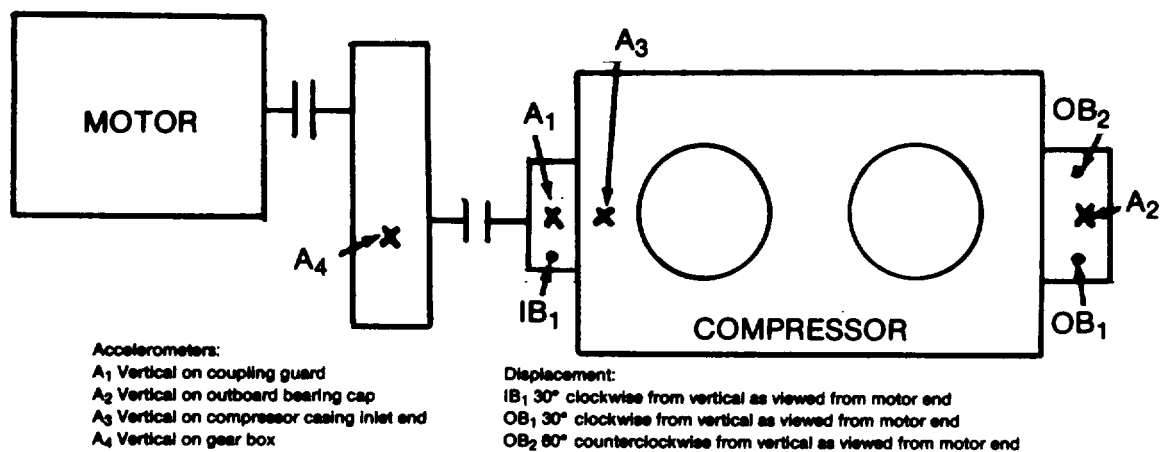 MOTOR
A3
A1
OB2
A2
A4
IB1
OB1
COMPRESSOR
Accelerometers:
A1 Vertical on coupling guard
A2 Vertical on outboard bearing cap
A3 Vertical on compressor casing inlet end
A4 Vertical on gear box
Displacement:
IB1 30° clockwise from vertical as viewed from motor end
OB1 30° clockwise from vertical as viewed from motor end
OB2 60° counterclockwise from vertical as viewed from motor end